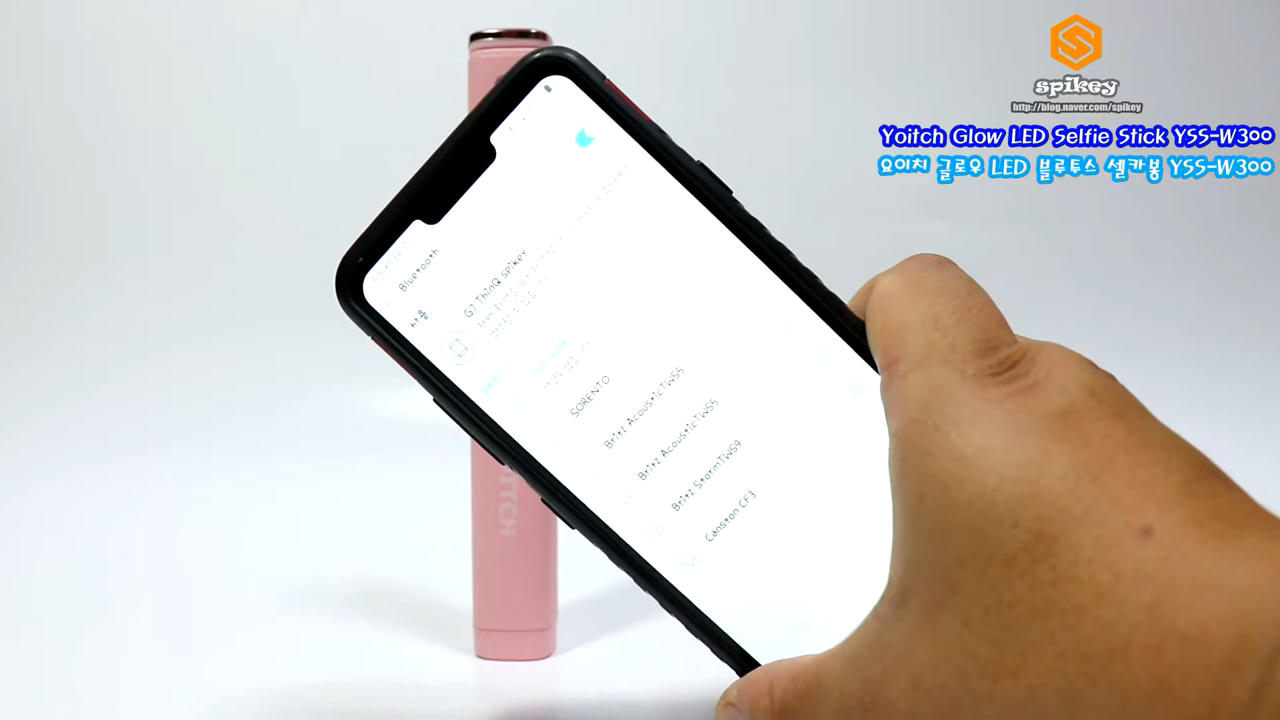 spikey
http://blog.naver.com/spikey
Yoitch Glow LED Selfie Stick YSS-W300
요이치 글로우 LED 블루투스 셀카봉 YSS-W300
Bluetooth
사용
G7 ThinQ spikey
SORENTO
Britz AcousticTWS5
Britz AcousticTWS5
Britz StormTWS9
Canston CF3
ITCH